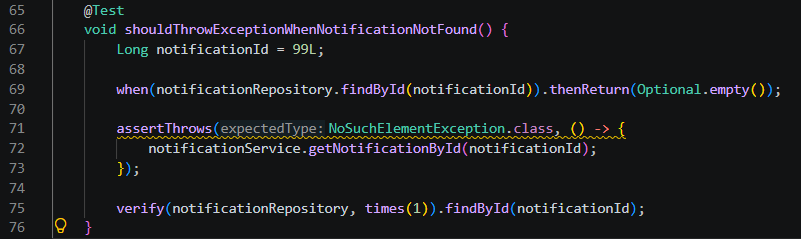 65 @Test
66 void shouldThrowExceptionWhenNotificationNotFound() {
67 Long notificationId = 99L;
68
69 when(notificationRepository.findById(notificationId)).thenReturn(Optional.empty());
70
71 assertThrows(expectedType:NoSuchElementException.class, () -> {
72 notificationService.getNotificationById(notificationId);
73 });
74
75 verify(notificationRepository, times(1)).findById(notificationId);
76 }